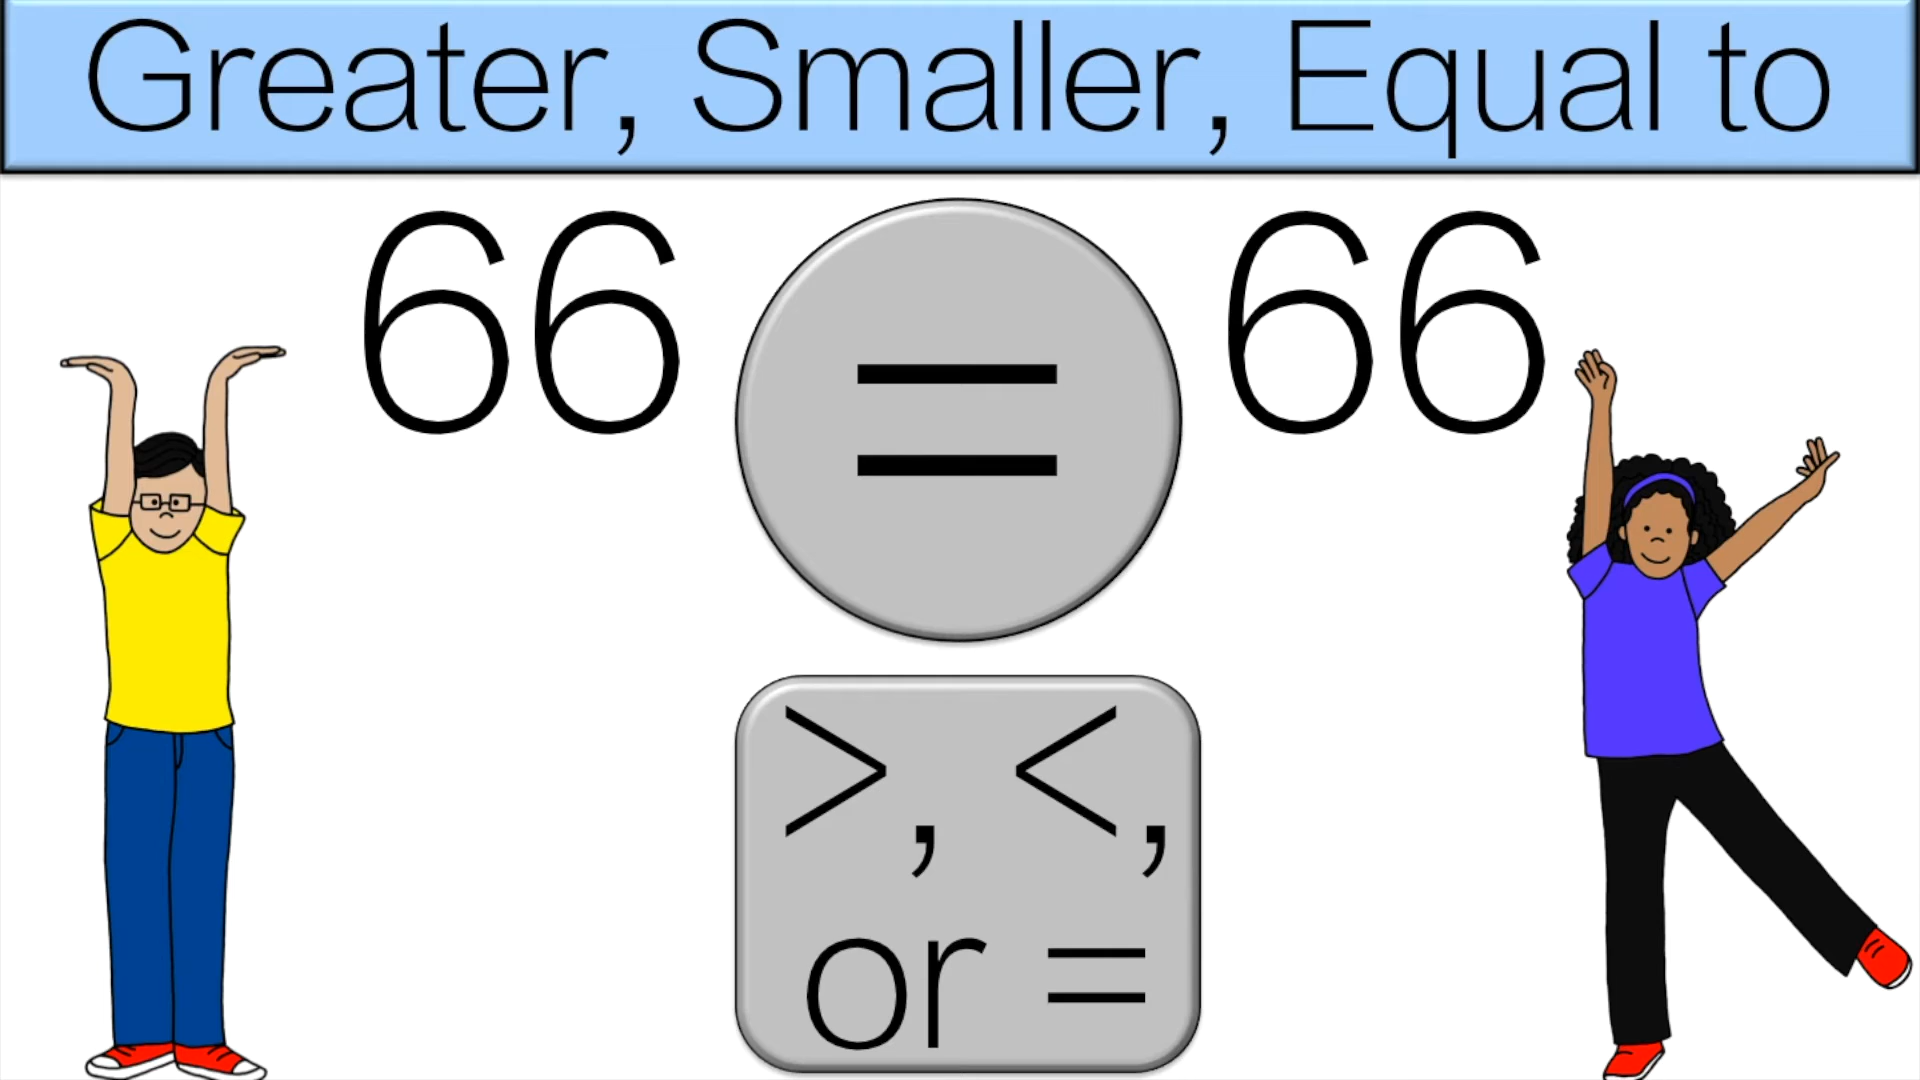 Greater, Smaller, Equal to
66 = 66
>, <,
or =